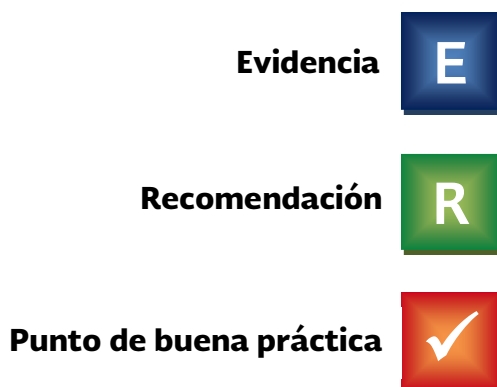 Evidencia E
Recomendación R
Punto de buena práctica ✓